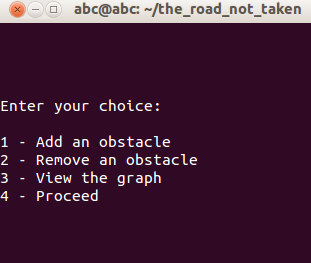 abc@abc: ~/the_road_not_taken
Enter your choice:
1 - Add an obstacle
2 - Remove an obstacle
3 - View the graph
4 - Proceed